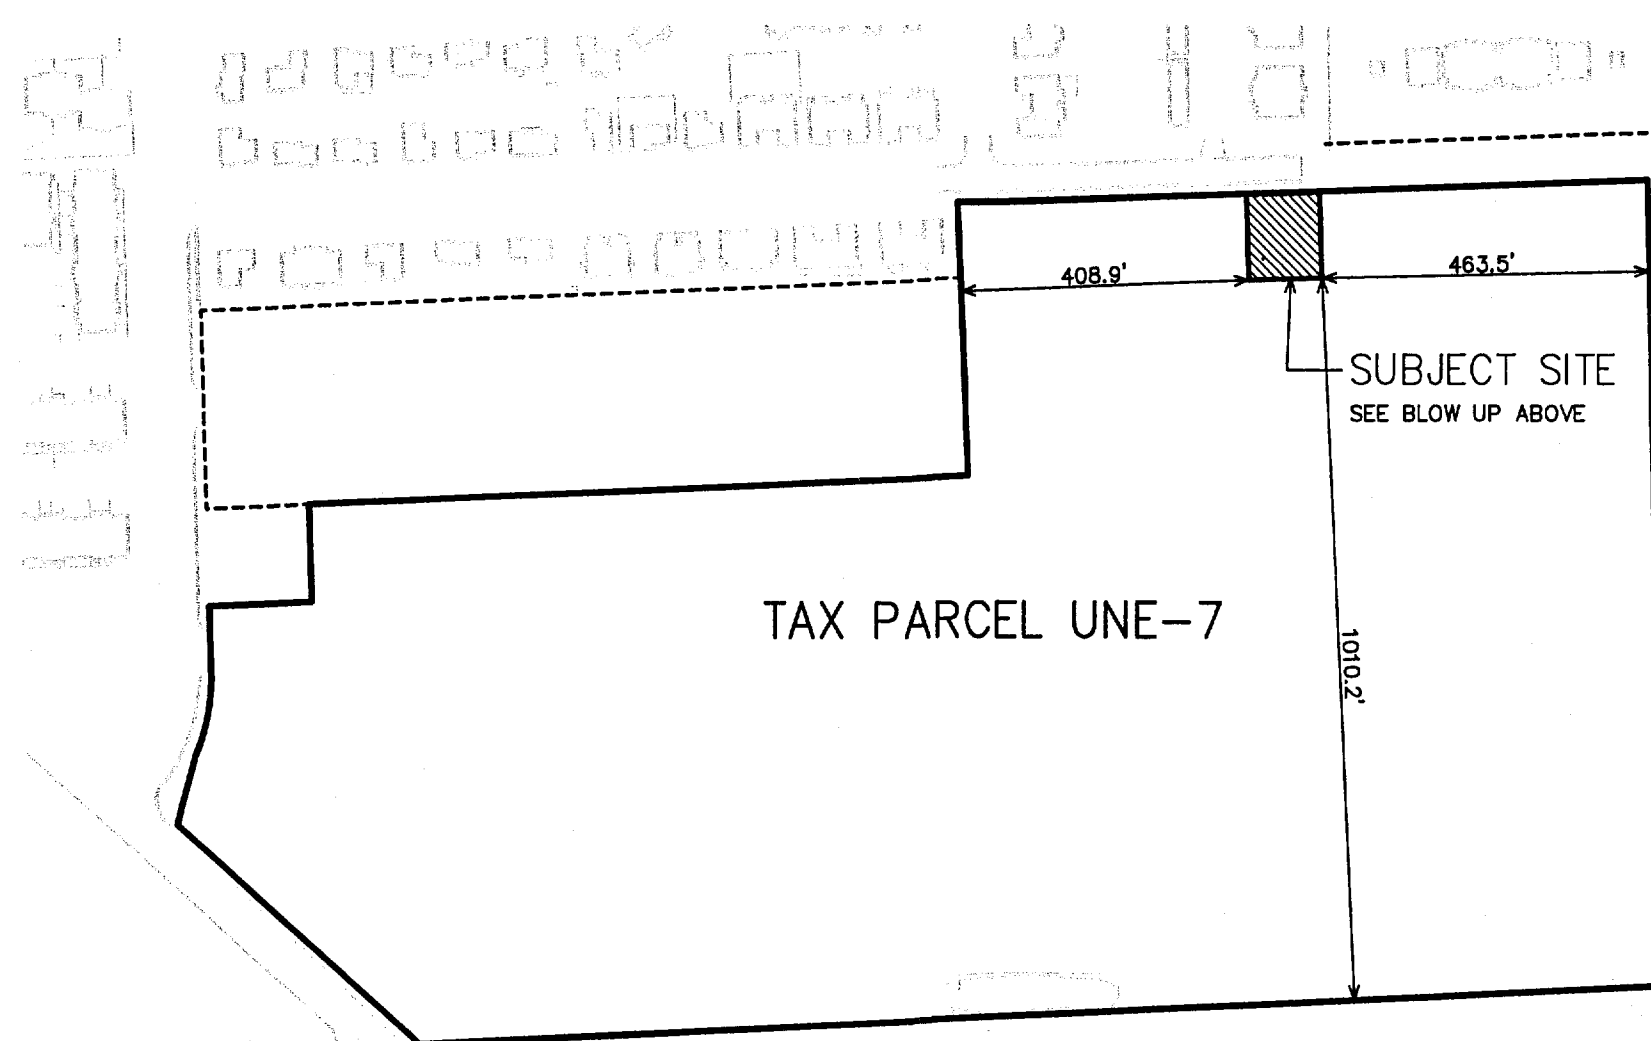 408.9'
463.5'
SUBJECT SITE
SEE BLOW UP ABOVE
TAX PARCEL UNE-7
1010.2'